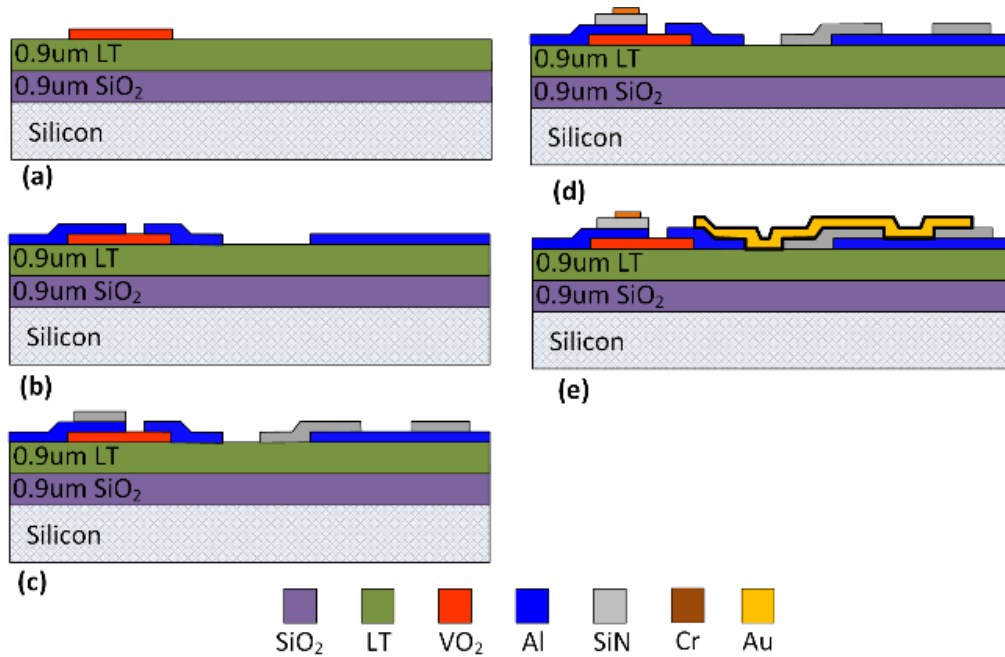 0.9um LT
0.9um SiO₂
Silicon
(a)
0.9um LT
0.9um SiO₂
Silicon
(b)
0.9um LT
0.9um SiO₂
Silicon
(c)
0.9um LT
0.9um SiO₂
Silicon
(d)
0.9um LT
0.9um SiO₂
Silicon
(e)
SiO₂ LT VO₂ Al SiN Cr Au